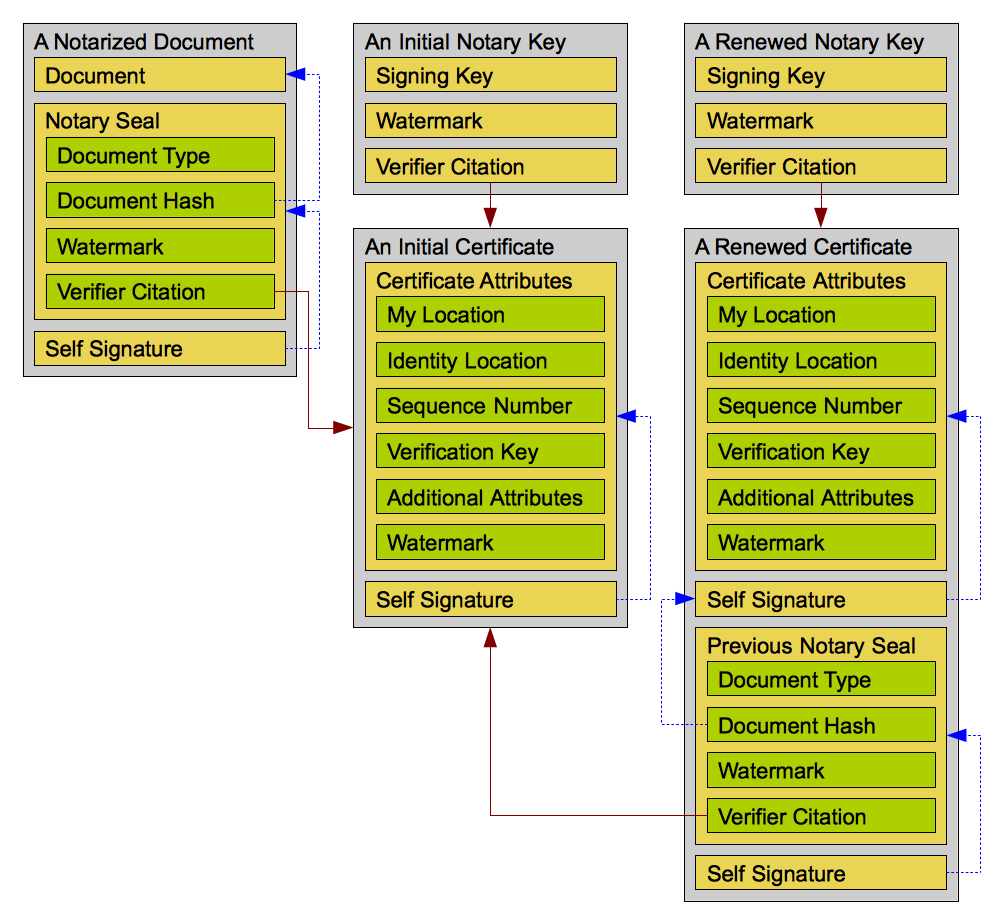 A Notarized Document
Document
Notary Seal
Document Type
Document Hash
Watermark
Verifier Citation
Self Signature
An Initial Notary Key
Signing Key
Watermark
Verifier Citation
A Renewed Notary Key
Signing Key
Watermark
Verifier Citation
An Initial Certificate
Certificate Attributes
My Location
Identity Location
Sequence Number
Verification Key
Additional Attributes
Watermark
Self Signature
A Renewed Certificate
Certificate Attributes
My Location
Identity Location
Sequence Number
Verification Key
Additional Attributes
Watermark
Self Signature
Previous Notary Seal
Document Type
Document Hash
Watermark
Verifier Citation
Self Signature